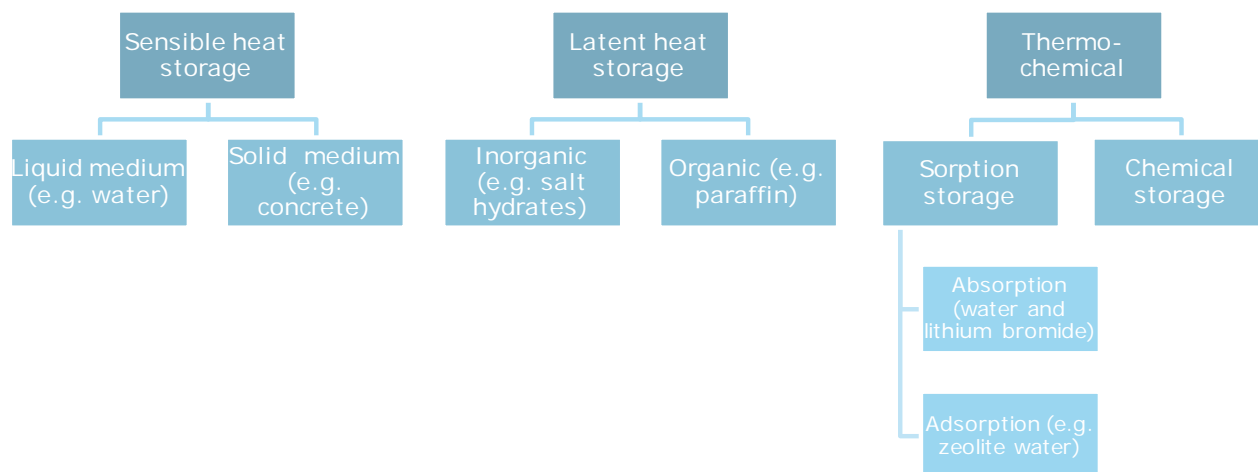 Sensible heat
storage
Liquid medium
(e.g. water)
Solid medium
(e.g.
concrete)
Latent heat
storage
Inorganic
(e.g. salt
hydrates)
Organic (e.g.
paraffin)
Thermo-
chemical
Sorption
storage
Absorption
(water and
lithium bromide)
Adsorption (e.g.
zeolite water)
Chemical
storage